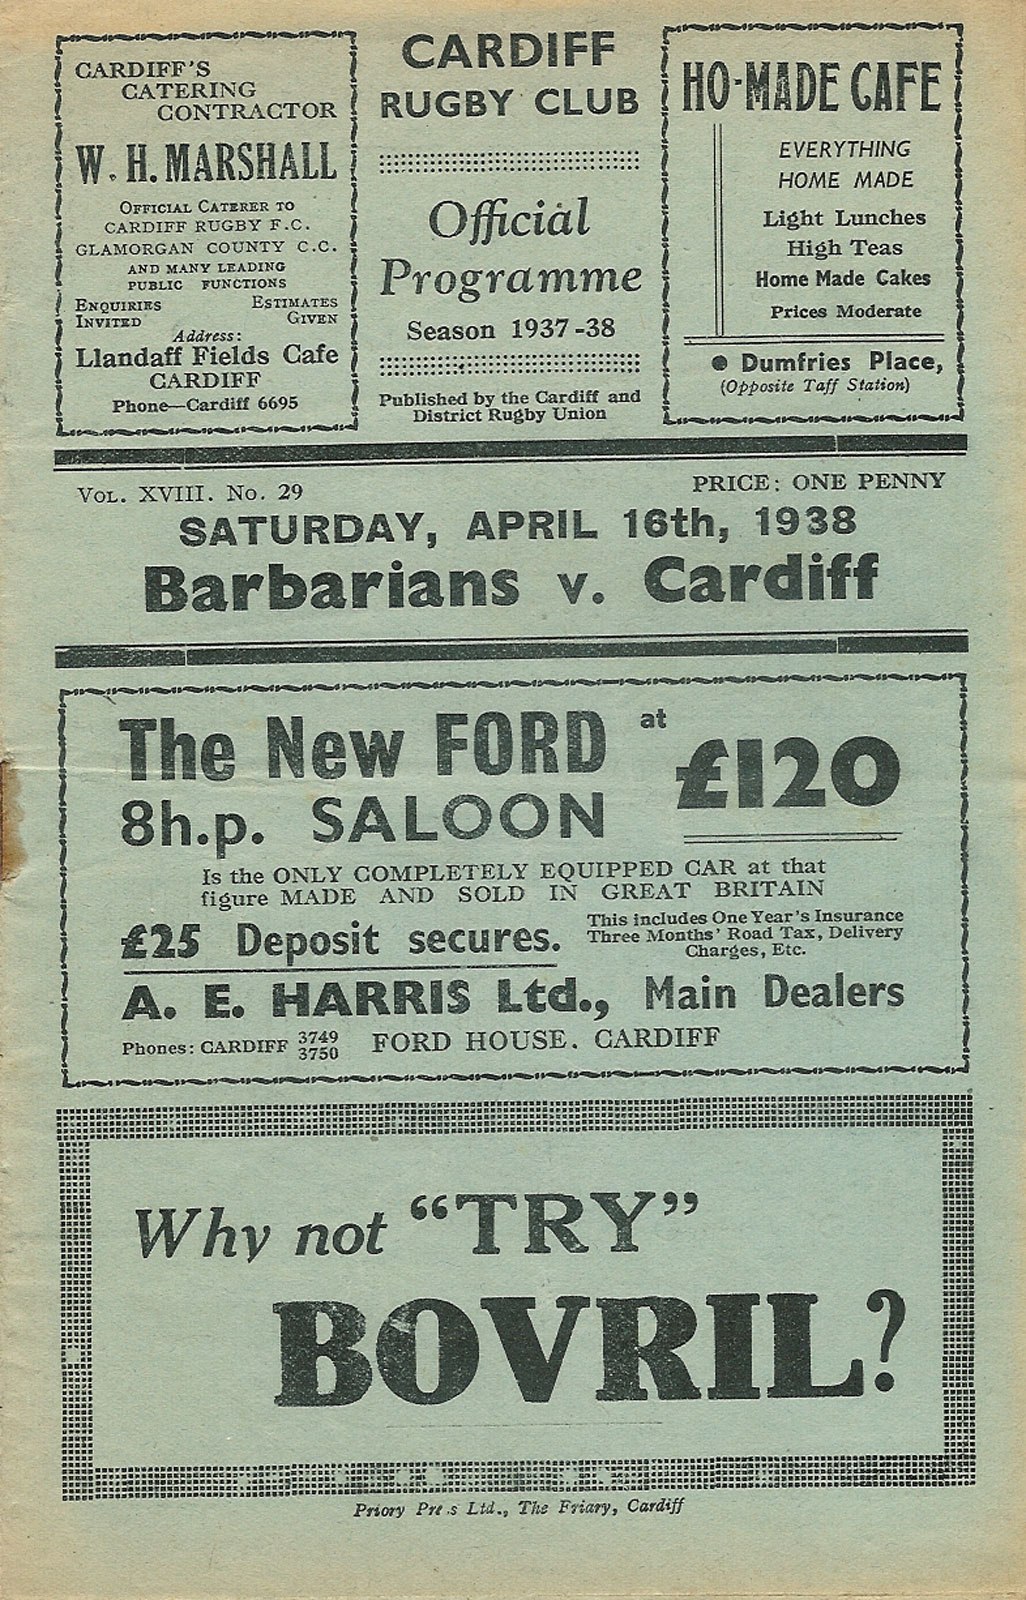 CARDIFF'S
CATERING
CONTRACTOR
W. H. MARSHALL
OFFICIAL CATERER TO
CARDIFF RUGBY F.C.
GLAMORGAN COUNTY C.C.
AND MANY LEADING
PUBLIC FUNCTIONS
ENQUIRIES ESTIMATES
INVITED GIVEN
Address:
Llandaff Fields Cafe
CARDIFF
Phone—Cardiff 6695
CARDIFF
RUGBY CLUB
Official
Programme
Season 1937-38
Published by the Cardiff and
District Rugby Union
HO-MADE CAFE
EVERYTHING
HOME MADE
Light Lunches
High Teas
Home Made Cakes
Prices Moderate
● Dumfries Place,
(Opposite Taff Station)
VOL. XVIII. No. 29 PRICE: ONE PENNY
SATURDAY, APRIL 16th, 1938
Barbarians v. Cardiff
The New FORD at £120
8h.p. SALOON
Is the ONLY COMPLETELY EQUIPPED CAR at that
figure MADE AND SOLD IN GREAT BRITAIN
£25 Deposit secures.
This includes One Year's Insurance
Three Months' Road Tax, Delivery
Charges, Etc.
A. E. HARRIS Ltd., Main Dealers
Phones: CARDIFF 3749 3750 FORD HOUSE. CARDIFF
Why not "TRY"
BOVRIL?
Priory Pre s Ltd., The Friary, Cardiff